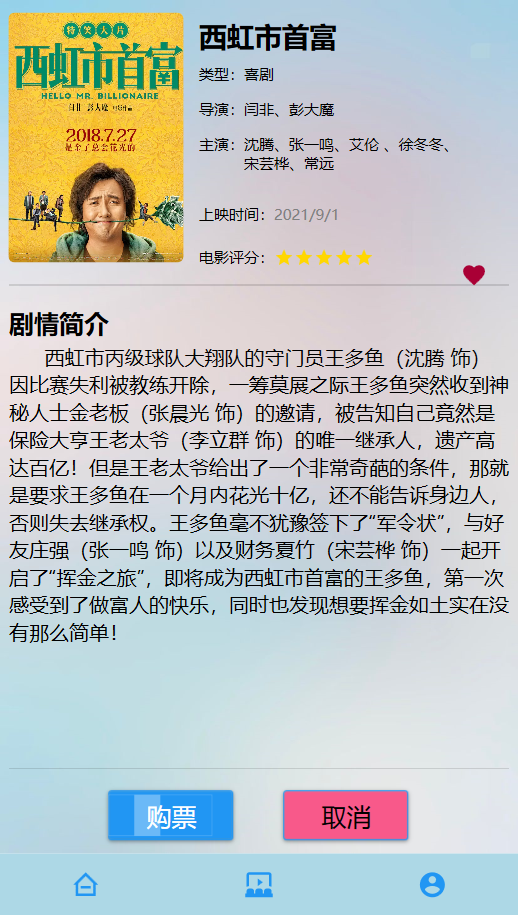 特笑大片
西虹市首富
HELLO MR. BILLIONAIRE
闫非 彭大魔
2018.7.27
是金子总会花光的
西虹市首富
类型：喜剧
导演：闫非、彭大魔
主演：沈腾、张一鸣、艾伦 、徐冬冬、
宋芸桦、常远
上映时间：2021/9/1
电影评分：
剧情简介
西虹市丙级球队大翔队的守门员王多鱼（沈腾 饰）
因比赛失利被教练开除，一筹莫展之际王多鱼突然收到神
秘人士金老板（张晨光 饰）的邀请，被告知自己竟然是
保险大亨王老太爷（李立群 饰）的唯一继承人，遗产高
达百亿！但是王老太爷给出了一个非常奇葩的条件，那就
是要求王多鱼在一个月内花光十亿，还不能告诉身边人，
否则失去继承权。王多鱼毫不犹豫签下了“军令状”，与好
友庄强（张一鸣 饰）以及财务夏竹（宋芸桦 饰）一起开
启了“挥金之旅”，即将成为西虹市首富的王多鱼，第一次
感受到了做富人的快乐，同时也发现想要挥金如土实在没
有那么简单！
购票
取消